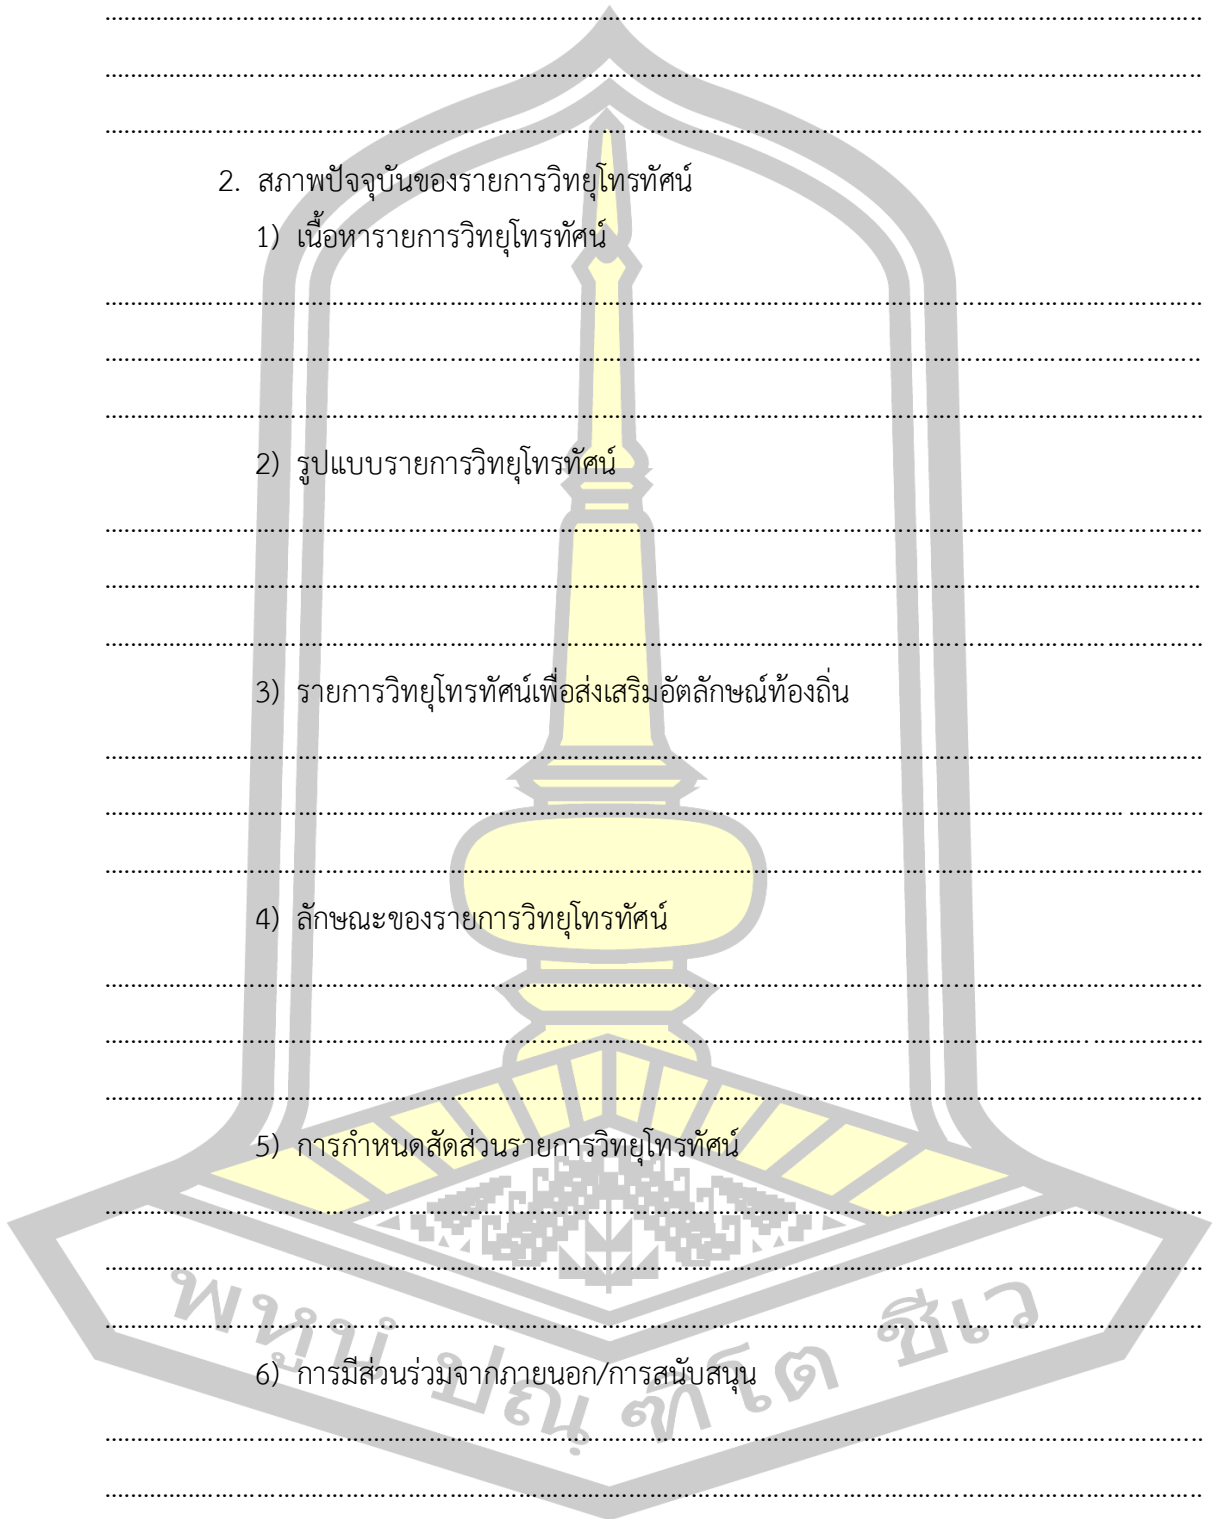 ................................................................................................................................................................
................................................................................................................................................................
................................................................................................................................................................
2. สภาพปัจจุบันของรายการวิทยุโทรทัศน์
1) เนื้อหารายการวิทยุโทรทัศน์
................................................................................................................................................................
................................................................................................................................................................
................................................................................................................................................................
2) รูปแบบรายการวิทยุโทรทัศน์
................................................................................................................................................................
................................................................................................................................................................
................................................................................................................................................................
3) รายการวิทยุโทรทัศน์เพื่อส่งเสริมอัตลักษณ์ท้องถิ่น
................................................................................................................................................................
................................................................................................................................................................
................................................................................................................................................................
4) ลักษณะของรายการวิทยุโทรทัศน์
................................................................................................................................................................
................................................................................................................................................................
................................................................................................................................................................
5) การกำหนดสัดส่วนรายการวิทยุโทรทัศน์
................................................................................................................................................................
................................................................................................................................................................
................................................................................................................................................................
พหูนํ ปณฺฑิโต ชีเว
6) การมีส่วนร่วมจากภายนอก/การสนับสนุน
................................................................................................................................................................
................................................................................................................................................................